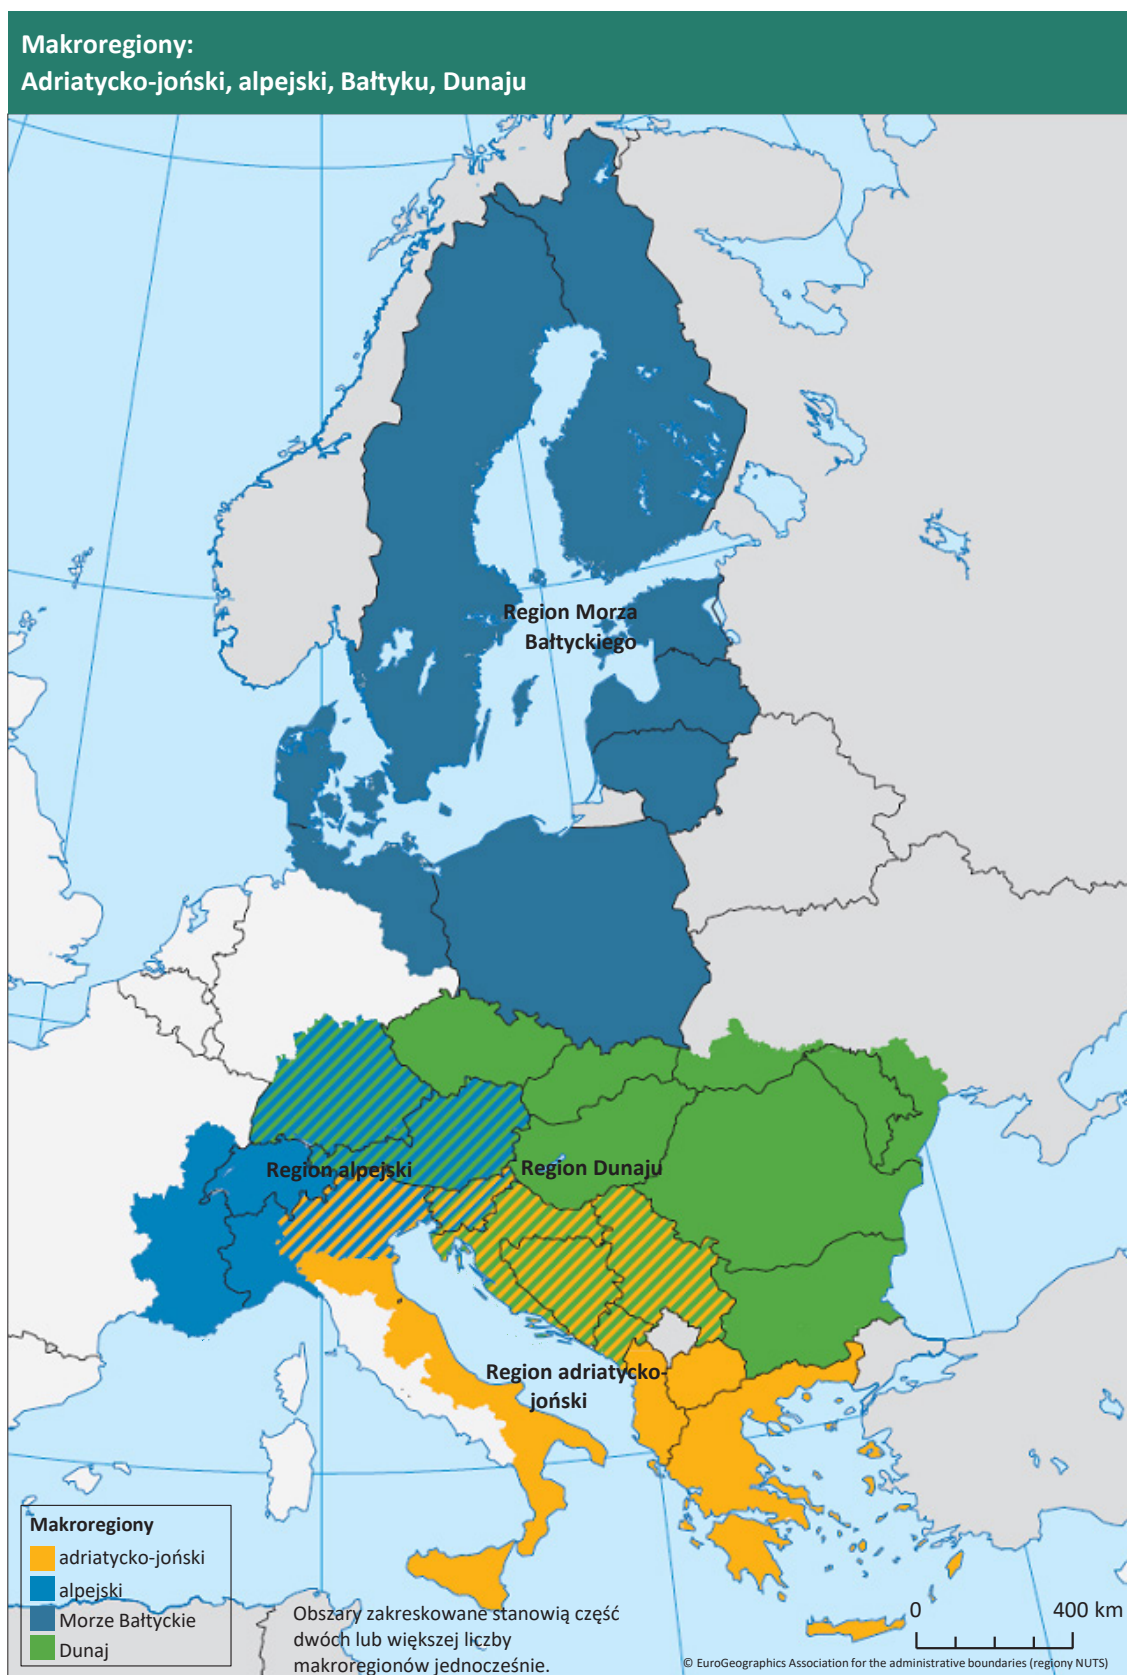 Makroregiony:
Adriatycko-joński, alpejski, Bałtyku, Dunaju
Region Morza
Bałtyckiego
Region alpejski
Region Dunaju
Region adriatycko-
joński
Makroregiony
adriatycko-joński
alpejski
Morze Bałtyckie
Dunaj
Obszary zakreskowane stanowią część
dwóch lub większej liczby
makroregionów jednocześnie.
0 400 km
© EuroGeographics Association for the administrative boundaries (regiony NUTS)